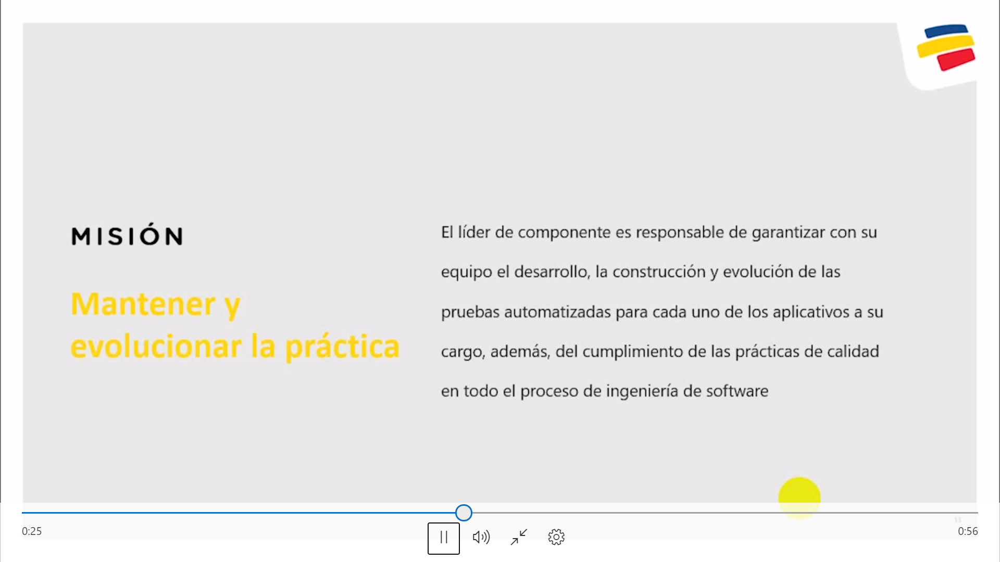 MISIÓN
Mantener y
evolucionar la práctica
El líder de componente es responsable de garantizar con su
equipo el desarrollo, la construcción y evolución de las
pruebas automatizadas para cada uno de los aplicativos a su
cargo, además, del cumplimiento de las prácticas de calidad
en todo el proceso de ingeniería de software
13
0:25
0:56